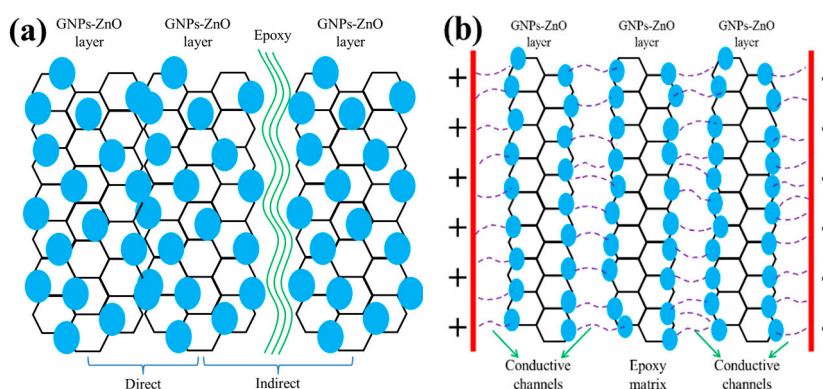 (a)
GNPs-ZnO
layer
GNPs-ZnO
layer
Epoxy
GNPs-ZnO
layer
Direct
Indirect
(b)
GNPs-ZnO
layer
GNPs-ZnO
layer
GNPs-ZnO
layer
+
+
+
+
+
+
Conductive
channels
Epoxy
matrix
Conductive
channels